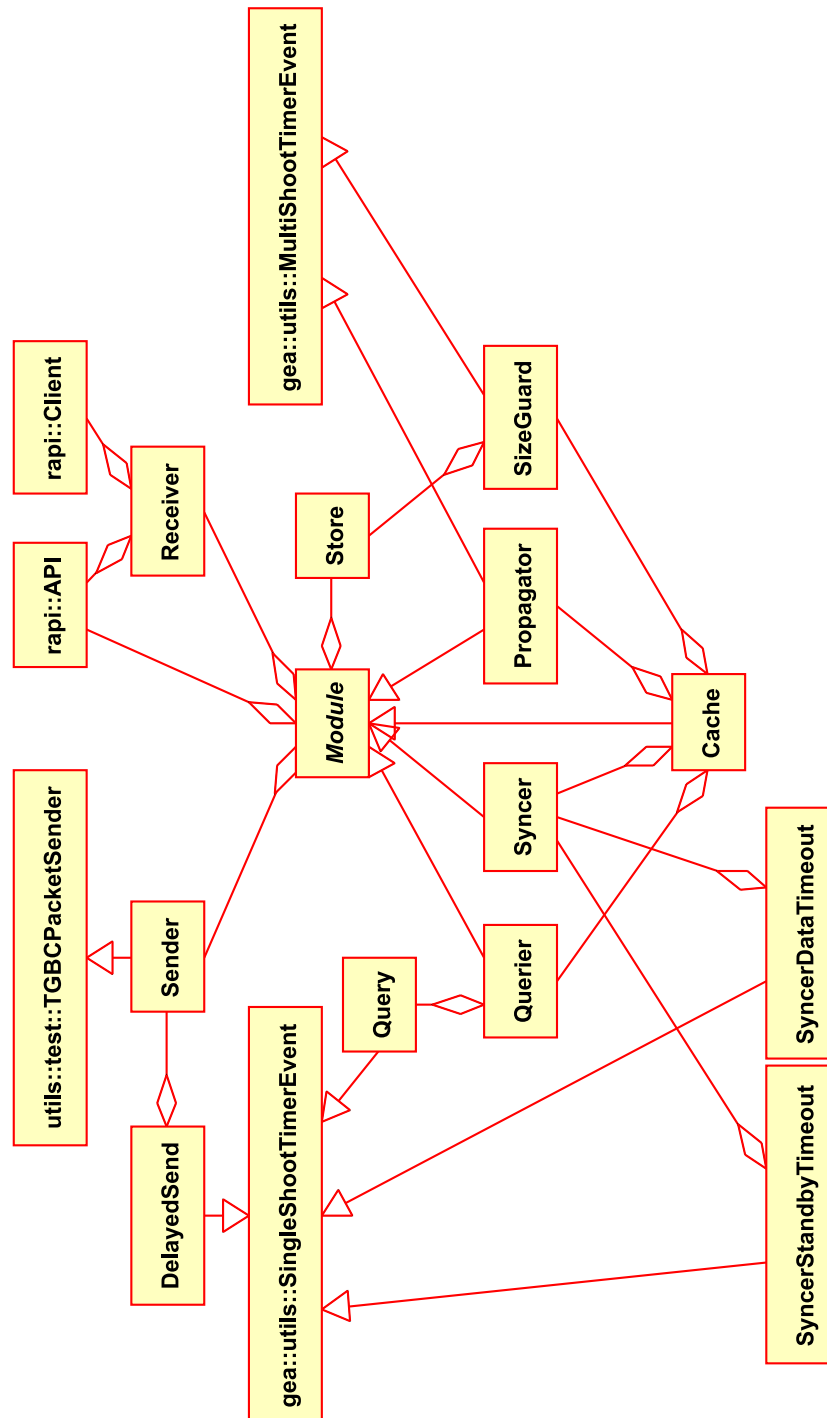 rapi::Client
rapi::API
utils::test::TGBCPacketSender
Receiver
Sender
DelayedSend
gea::utils::MultiShootTimerEvent
gea::utils::SingleShootTimerEvent
Store
Module
Query
SizeGuard
Propagator
Syncer
Querier
Cache
SyncerDataTimeout
SyncerStandbyTimeout